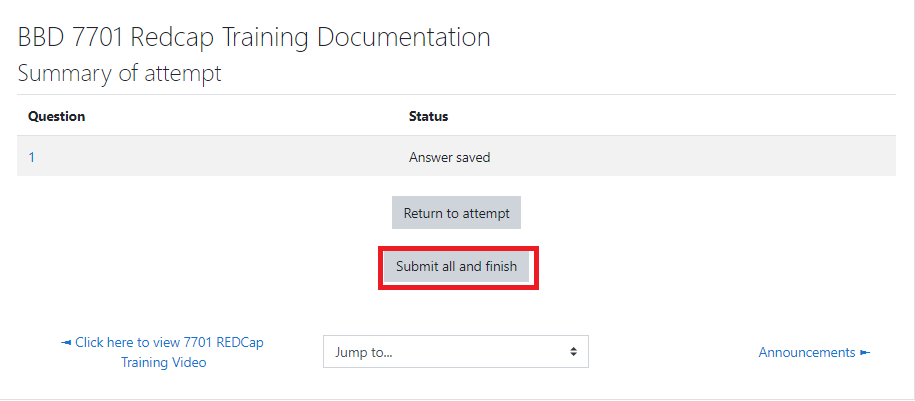 BBD 7701 Redcap Training Documentation
Summary of attempt
Question Status
1 Answer saved
Return to attempt
Submit all and finish
◄ Click here to view 7701 REDCap
Training Video
Jump to...
Announcements ►